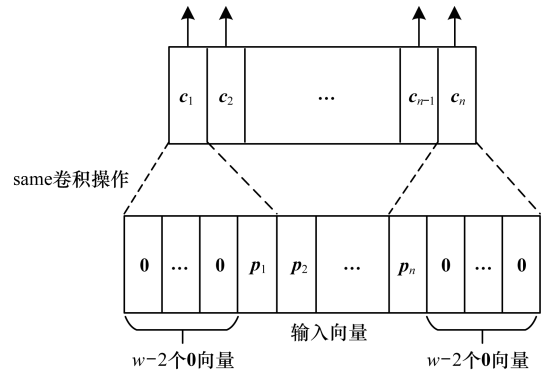 c1 c2 … cn−1 cn
same卷积操作
0 … 0 p1 p2 … pn 0 … 0
输入向量
w−2个0向量 w−2个0向量